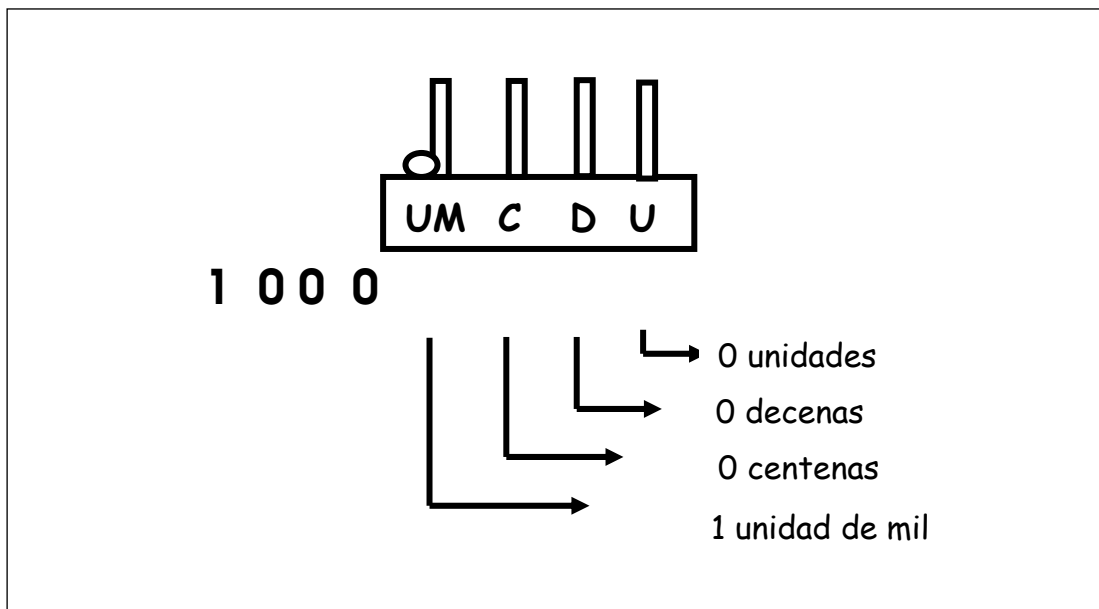 UM C D U
1 0 0 0
0 unidades
0 decenas
0 centenas
1 unidad de mil